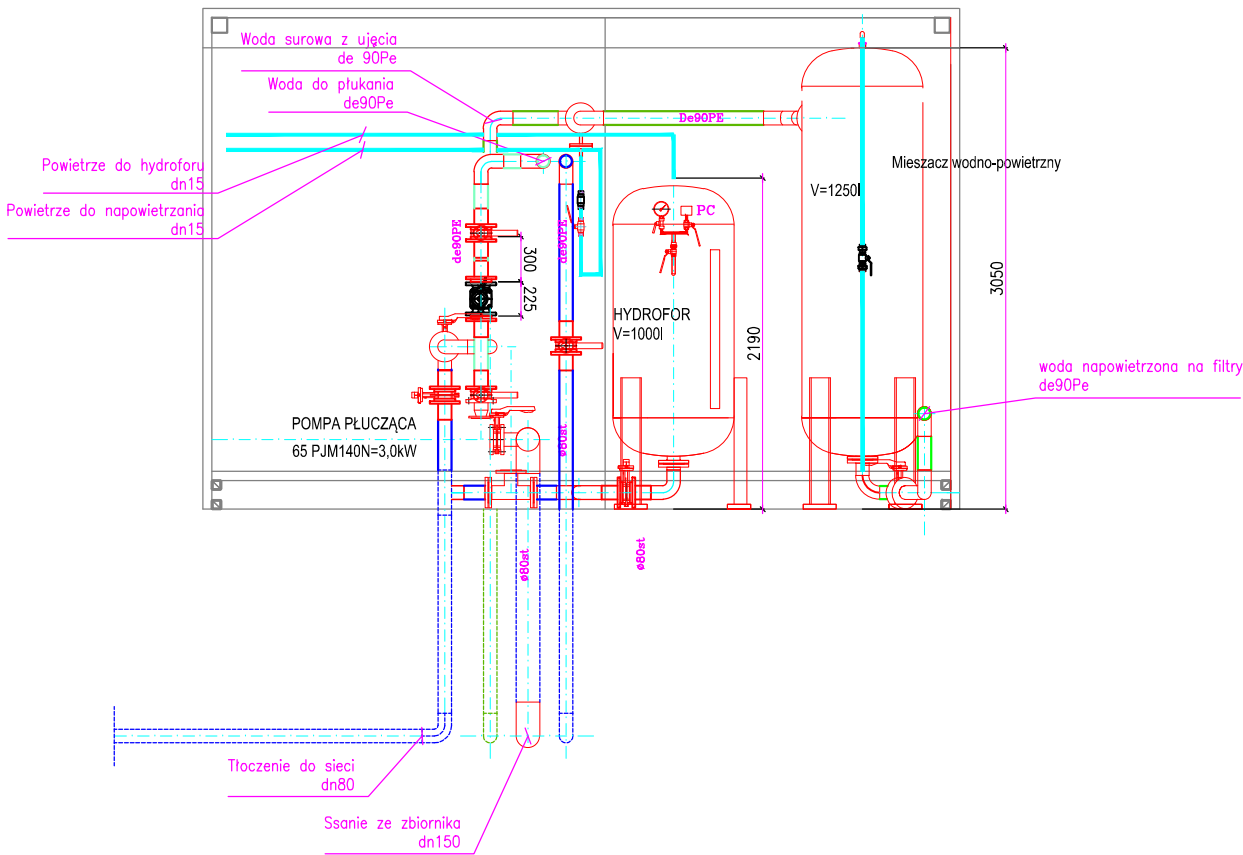 Woda surowa z ujęcia
de 90Pe
Woda do płukania
de90Pe
De90PE
Powietrze do hydroforu
dn15
Mieszacz wodno-powietrzny
V=1250l
Powietrze do napowietrzania
dn15
PC
de90PE
de90PE
300
225
3050
HYDROFOR
V=1000l
2190
woda napowietrzona na filtry
de90Pe
POMPA PŁUCZĄCA
65 PJM140N=3,0kW
ø80st
ø80st
ø80st
Tłoczenie do sieci
dn80
Ssanie ze zbiornika
dn150